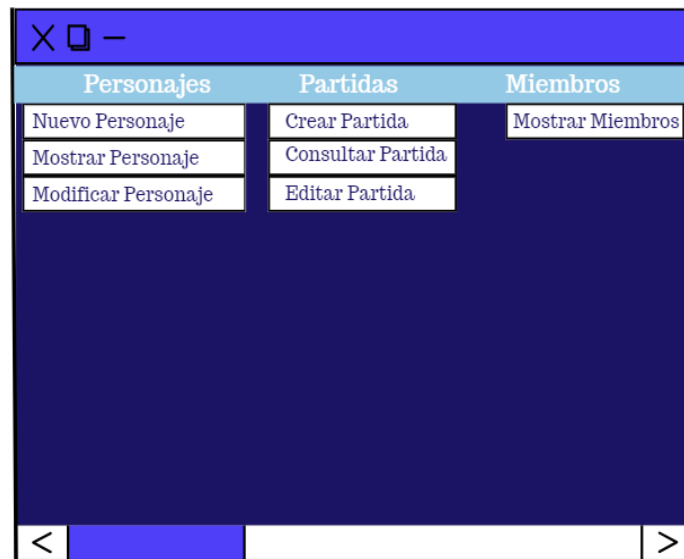 Personajes Partidas Miembros
Nuevo Personaje Crear Partida Mostrar Miembros
Mostrar Personaje Consultar Partida
Modificar Personaje Editar Partida